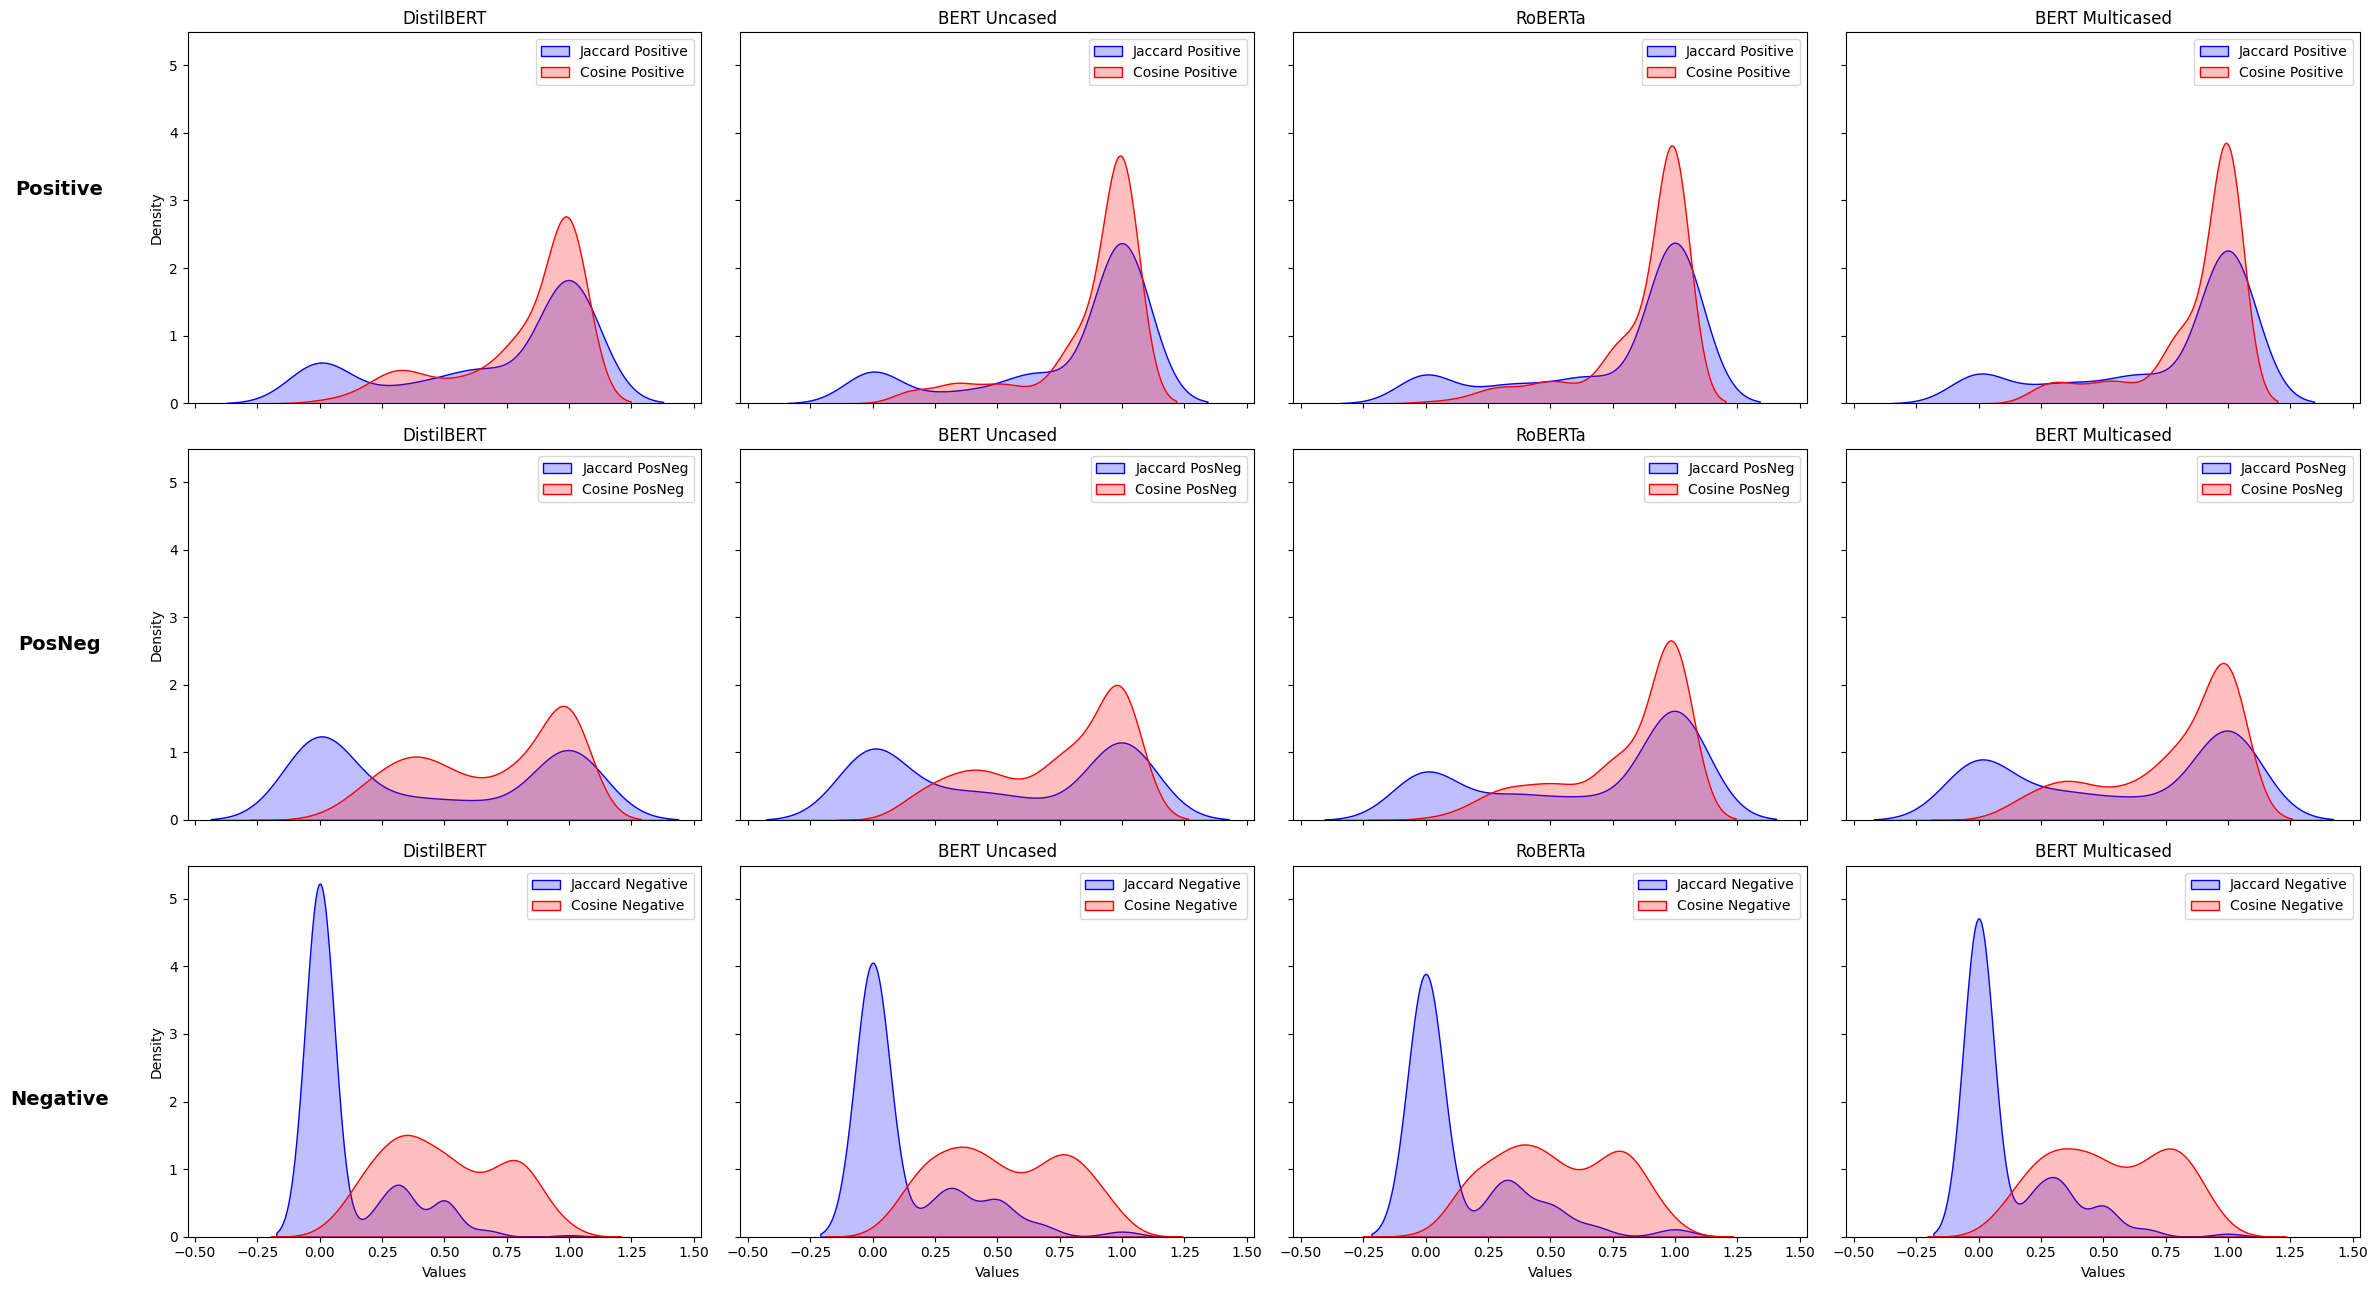 DistilBERT
BERT Uncased
RoBERTa
BERT Multicased
Positive
Density
5
4
3
2
1
0
Jaccard Positive
Cosine Positive
Jaccard Positive
Cosine Positive
Jaccard Positive
Cosine Positive
Jaccard Positive
Cosine Positive
DistilBERT
BERT Uncased
RoBERTa
BERT Multicased
PosNeg
Density
5
4
3
2
1
0
Jaccard PosNeg
Cosine PosNeg
Jaccard PosNeg
Cosine PosNeg
Jaccard PosNeg
Cosine PosNeg
Jaccard PosNeg
Cosine PosNeg
DistilBERT
BERT Uncased
RoBERTa
BERT Multicased
Negative
Density
5
4
3
2
1
0
Jaccard Negative
Cosine Negative
Jaccard Negative
Cosine Negative
Jaccard Negative
Cosine Negative
Jaccard Negative
Cosine Negative
−0.50 −0.25 0.00 0.25 0.50 0.75 1.00 1.25 1.50
−0.50 −0.25 0.00 0.25 0.50 0.75 1.00 1.25 1.50
−0.50 −0.25 0.00 0.25 0.50 0.75 1.00 1.25 1.50
−0.50 −0.25 0.00 0.25 0.50 0.75 1.00 1.25 1.50
Values
Values
Values
Values